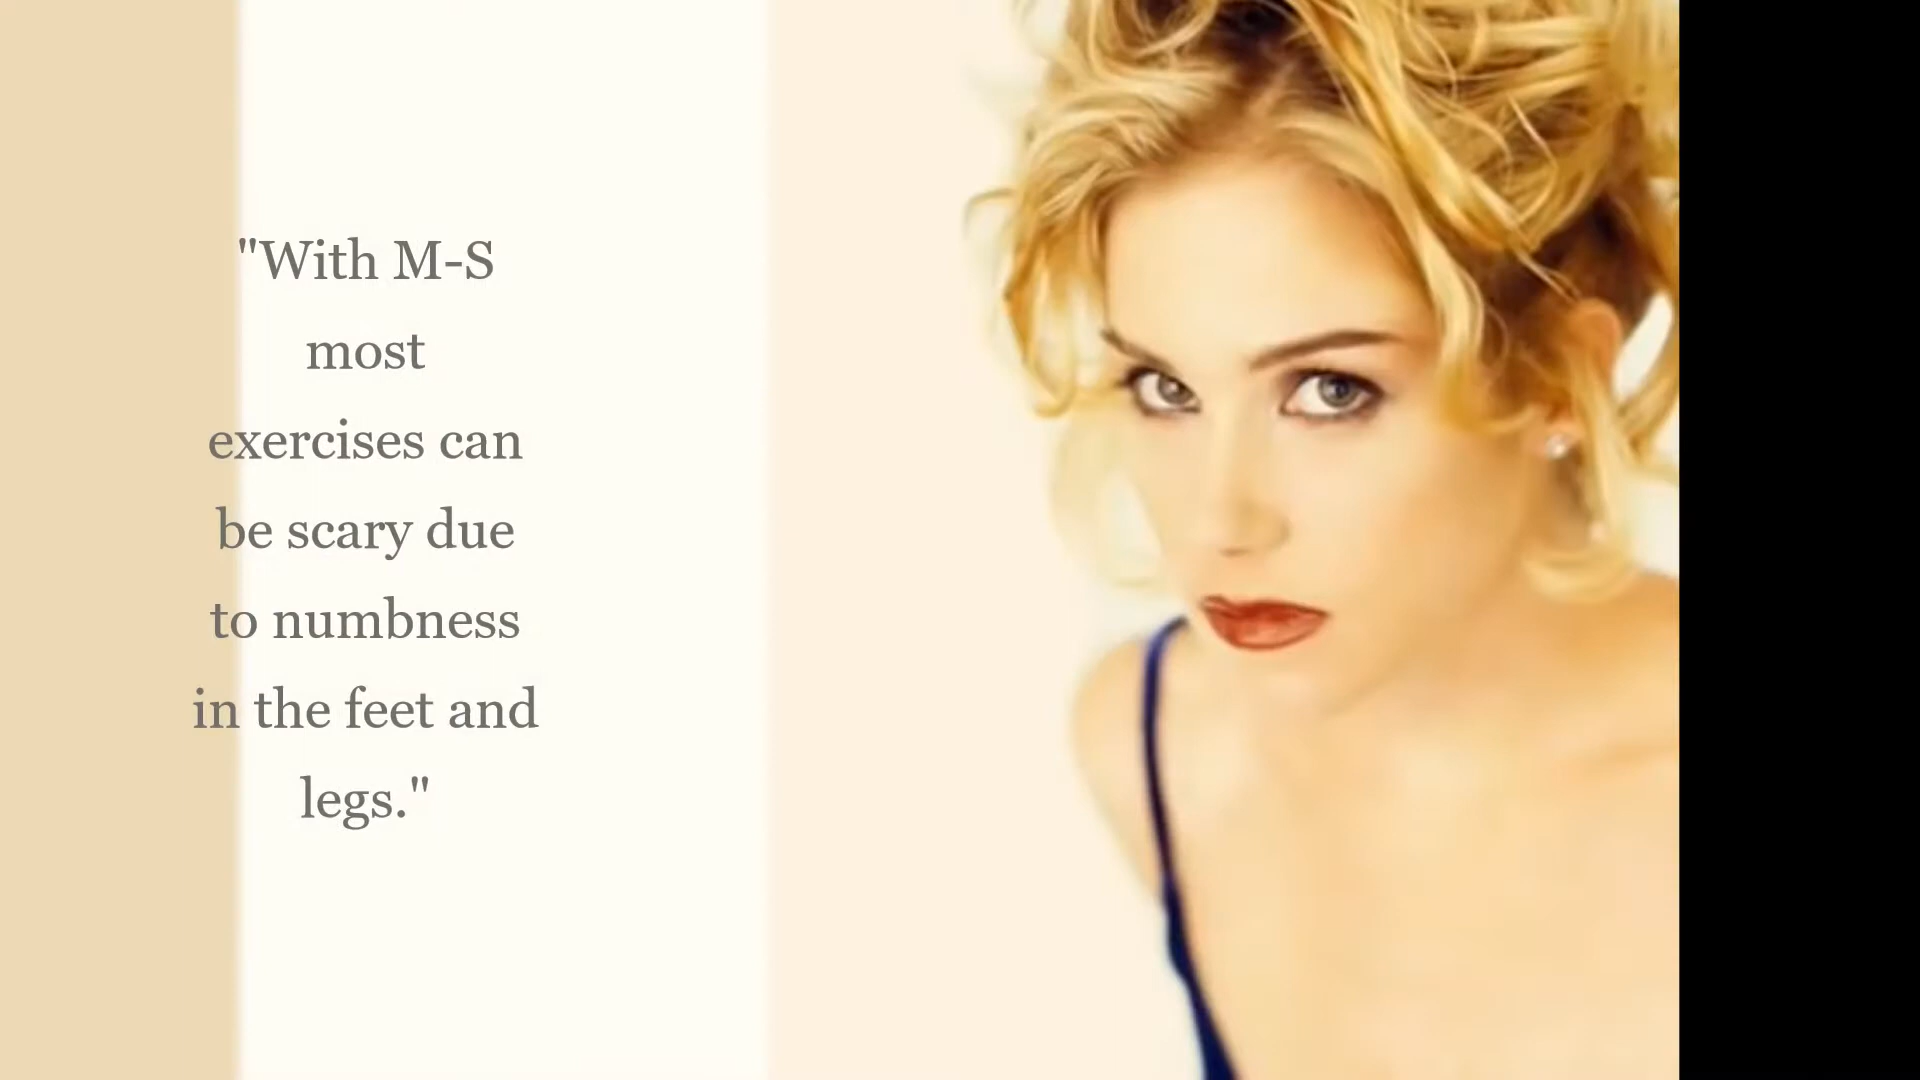 "With M-S
most
exercises can
be scary due
to numbness
in the feet and
legs."